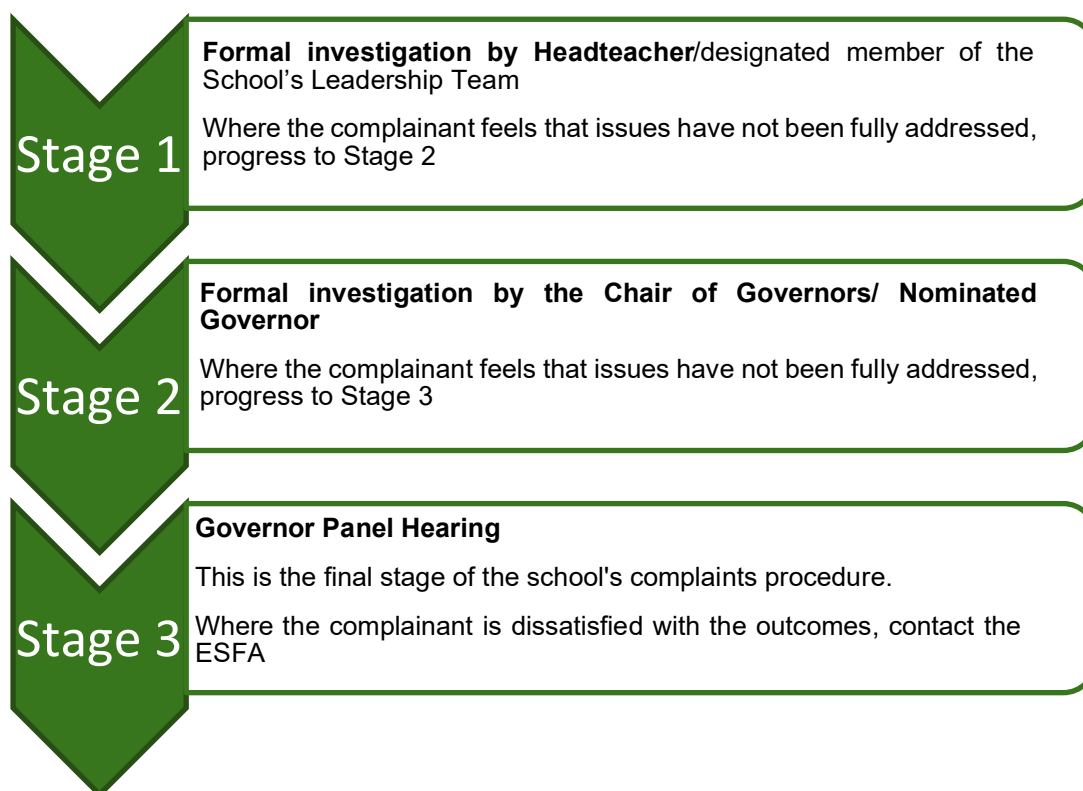 Stage 1
Formal investigation by Headteacher/designated member of the
School’s Leadership Team
Where the complainant feels that issues have not been fully addressed,
progress to Stage 2
Stage 2
Formal investigation by the Chair of Governors/ Nominated
Governor
Where the complainant feels that issues have not been fully addressed,
progress to Stage 3
Stage 3
Governor Panel Hearing
This is the final stage of the school's complaints procedure.
Where the complainant is dissatisfied with the outcomes, contact the
ESFA